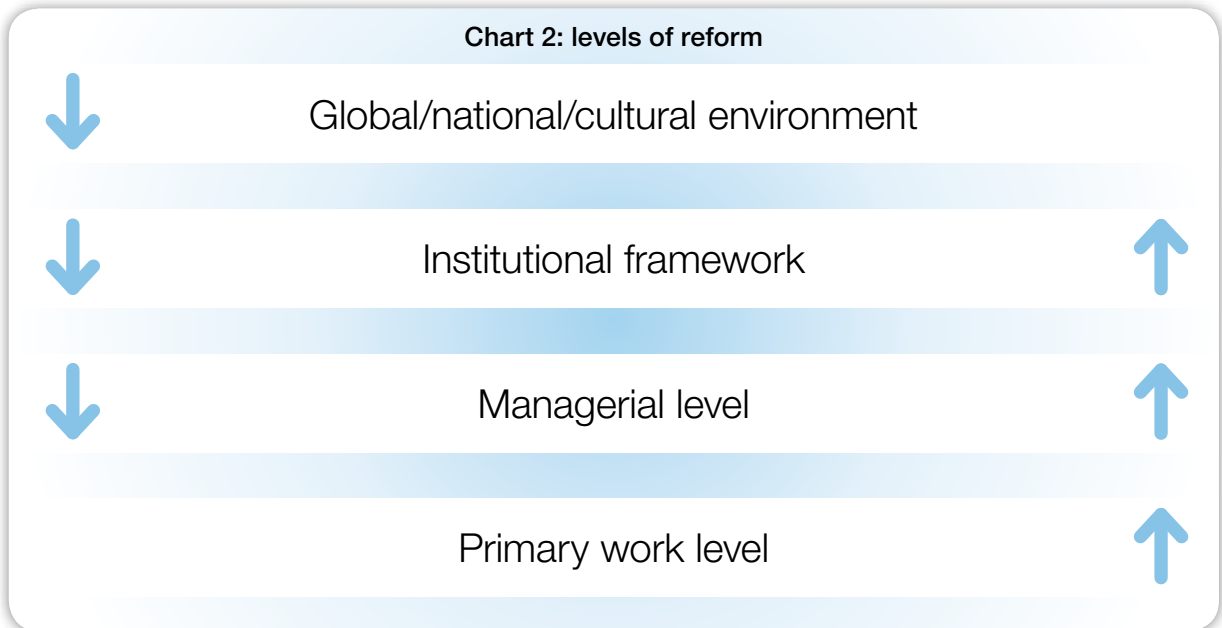 Chart 2: levels of reform
Global/national/cultural environment
Institutional framework
Managerial level
Primary work level